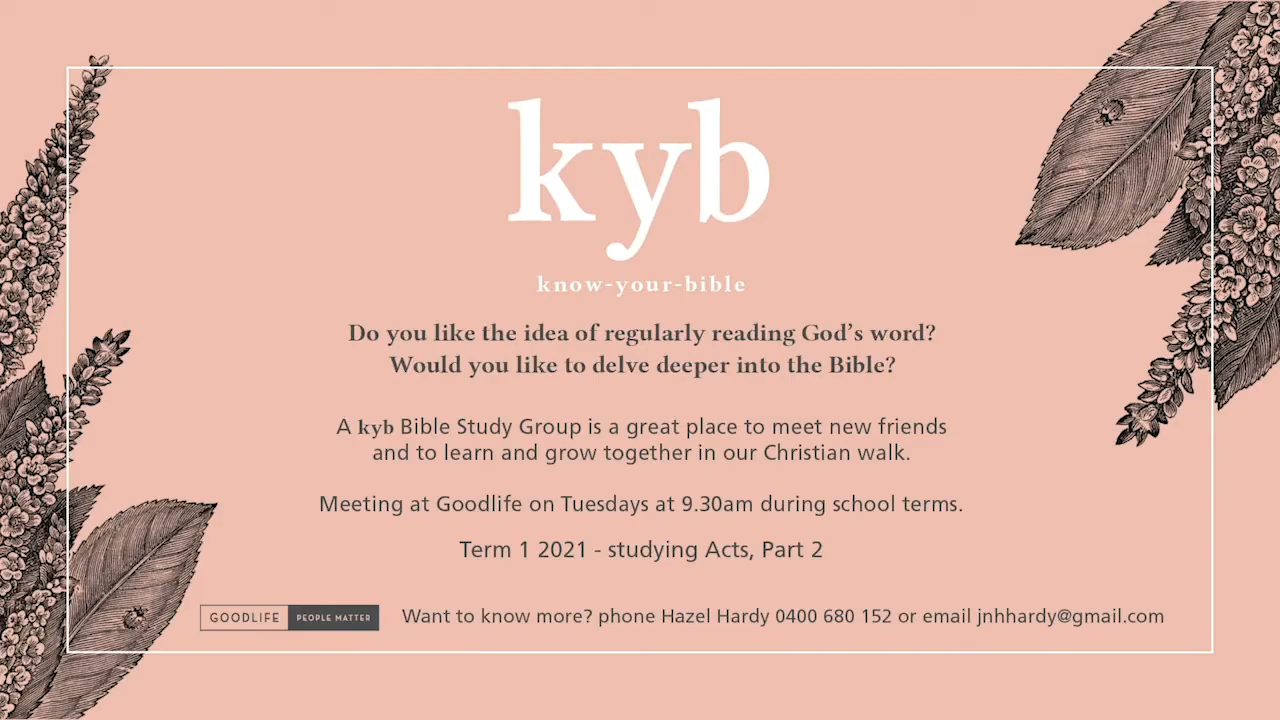 kyb
know-your-bible
Do you like the idea of regularly reading God’s word?
Would you like to delve deeper into the Bible?
A kyb Bible Study Group is a great place to meet new friends
and to learn and grow together in our Christian walk.
Meeting at Goodlife on Tuesdays at 9.30am during school terms.
Term 1 2021 - studying Acts, Part 2
GOODLIFE PEOPLE MATTER Want to know more? phone Hazel Hardy 0400 680 152 or email jnhhardy@gmail.com